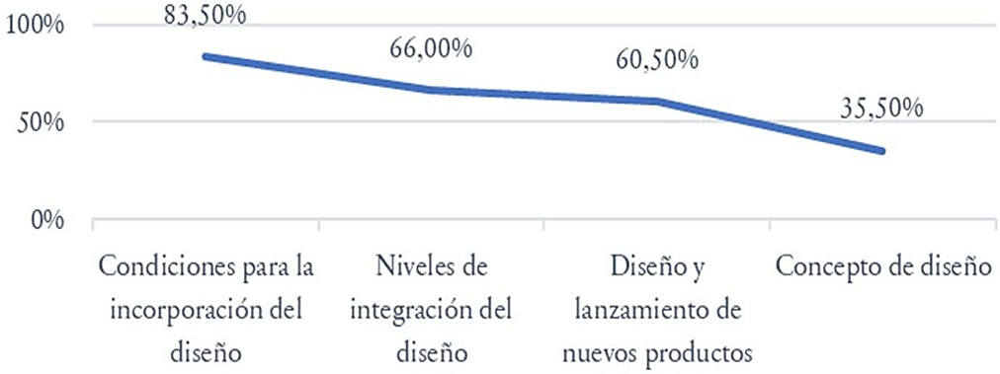 100%
83,50%
66,00%
60,50%
35,50%
50%
0%
Condiciones para la
incorporación del
diseño
Niveles de
integración del
diseño
Diseño y
lanzamiento de
nuevos productos
Concepto de diseño